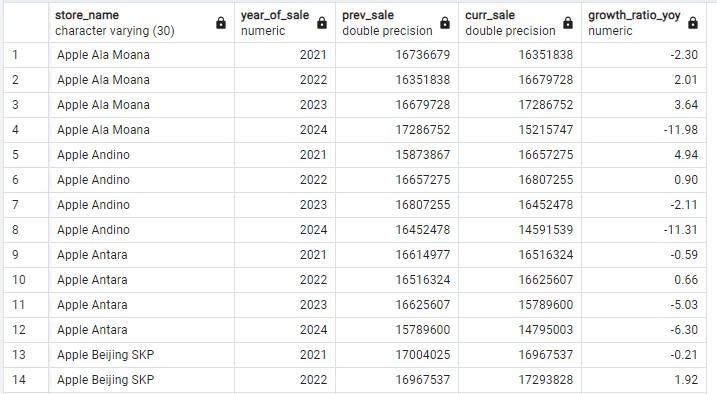 store_name year_of_sale prev_sale curr_sale growth_ratio_yoy
character varying (30) numeric double precision double precision numeric
1 Apple Ala Moana 2021 16736679 16351838 -2.30
2 Apple Ala Moana 2022 16351838 16679728 2.01
3 Apple Ala Moana 2023 16679728 17286752 3.64
4 Apple Ala Moana 2024 17286752 15215747 -11.98
5 Apple Andino 2021 15873867 16657275 4.94
6 Apple Andino 2022 16657275 16807255 0.90
7 Apple Andino 2023 16807255 16452478 -2.11
8 Apple Andino 2024 16452478 14591539 -11.31
9 Apple Antara 2021 16614977 16516324 -0.59
10 Apple Antara 2022 16516324 16625607 0.66
11 Apple Antara 2023 16625607 15789600 -5.03
12 Apple Antara 2024 15789600 14795003 -6.30
13 Apple Beijing SKP 2021 17004025 16967537 -0.21
14 Apple Beijing SKP 2022 16967537 17293828 1.92